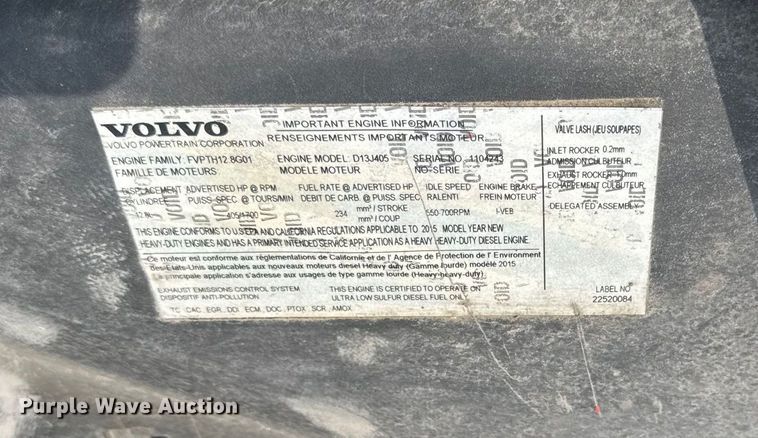 VOLVO
VOLVO POWERTRAIN CORPORATION
IMPORTANT ENGINE INFORMATION
RENSEIGNEMENTS IMPORTANTS MOTEUR
ENGINE FAMILY: FVPTH12.8G01 ENGINE MODEL: D13J405 SERIAL NO 1104243
FAMILLE DE MOTEURS MODELE MOTEUR NO-SERIE
DISPLACEMENT ADVERTISED HP @ RPM FUEL RATE @ ADVERTISED HP IDLE SPEED ENGINE BRAKE
CYLINDREE PUISS-SPEC @ TOURS/MIN DEBIT DE CARB. @ PUISS SPEC RALENTI FREIN MOTEUR
405/1700 234 mm³ / STROKE 550-700RPM I-VEB
mm³ / COUP
THIS ENGINE CONFORMS TO U.S.EPA AND CALIFORNIA REGULATIONS APPLICABLE TO 2015 MODEL YEAR NEW
HEAVY-DUTY ENGINES AND HAS A PRIMARY INTENDED SERVICE APPLICATION AS A HEAVY HEAVY-DUTY DIESEL ENGINE.
Ce moteur est conforme aux réglementations de Californie et de l' Agence de Protection de l' Environment
des Etats-Unis applicables aux nouveaux moteurs diesel Heavy duty (Gamme lourde) modèle 2015
La principale application s'adresse aux usages de type gamme lourde (Heavy-heavy-duty).
EXHAUST EMISSIONS CONTROL SYSTEM THIS ENGINE IS CERTIFIED TO OPERATE ON
DISPOSITIF ANTI-POLLUTION ULTRA LOW SULFUR DIESEL FUEL ONLY
TC CAC EGR DDI ECM DOC PTOX SCR AMOX
VALVE LASH (JEU SOUPAPES)
INLET ROCKER 0.2mm
ADMISSION CULBUTEUR
EXHAUST ROCKER
ECHAPPEMENT CULBUTEUR
DELEGATED ASSEMBLY
LABEL NO
22520084
VOID
Purple Wave Auction